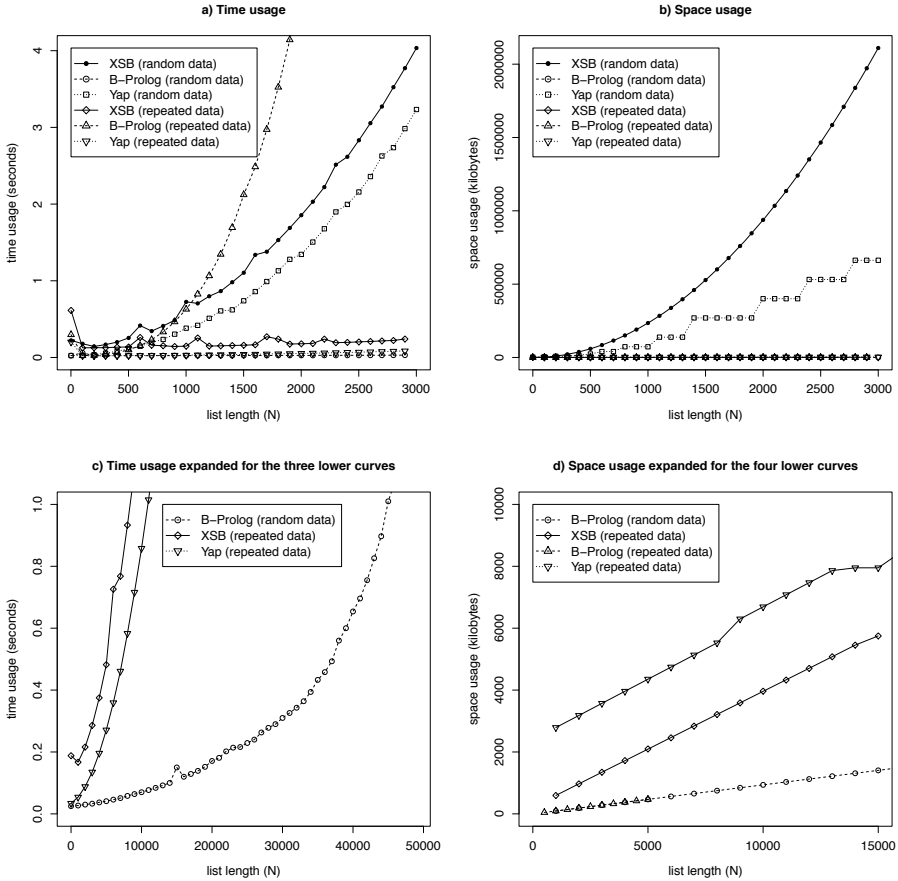 a) Time usage
4
3
2
1
0
time usage (seconds)
XSB (random data)
B−Prolog (random data)
Yap (random data)
XSB (repeated data)
B−Prolog (repeated data)
Yap (repeated data)
0 500 1000 1500 2000 2500 3000
list length (N)
b) Space usage
2000000
1500000
1000000
500000
0
space usage (kilobytes)
XSB (random data)
B−Prolog (random data)
Yap (random data)
XSB (repeated data)
B−Prolog (repeated data)
Yap (repeated data)
0 500 1000 1500 2000 2500 3000
list length (N)
c) Time usage expanded for the three lower curves
1.0
0.8
0.6
0.4
0.2
0.0
time usage (seconds)
B−Prolog (random data)
XSB (repeated data)
Yap (repeated data)
0 10000 20000 30000 40000 50000
list length (N)
d) Space usage expanded for the four lower curves
10000
8000
6000
4000
2000
0
space usage (kilobytes)
B−Prolog (random data)
XSB (repeated data)
B−Prolog (repeated data)
Yap (repeated data)
0 5000 10000 15000
list length (N)